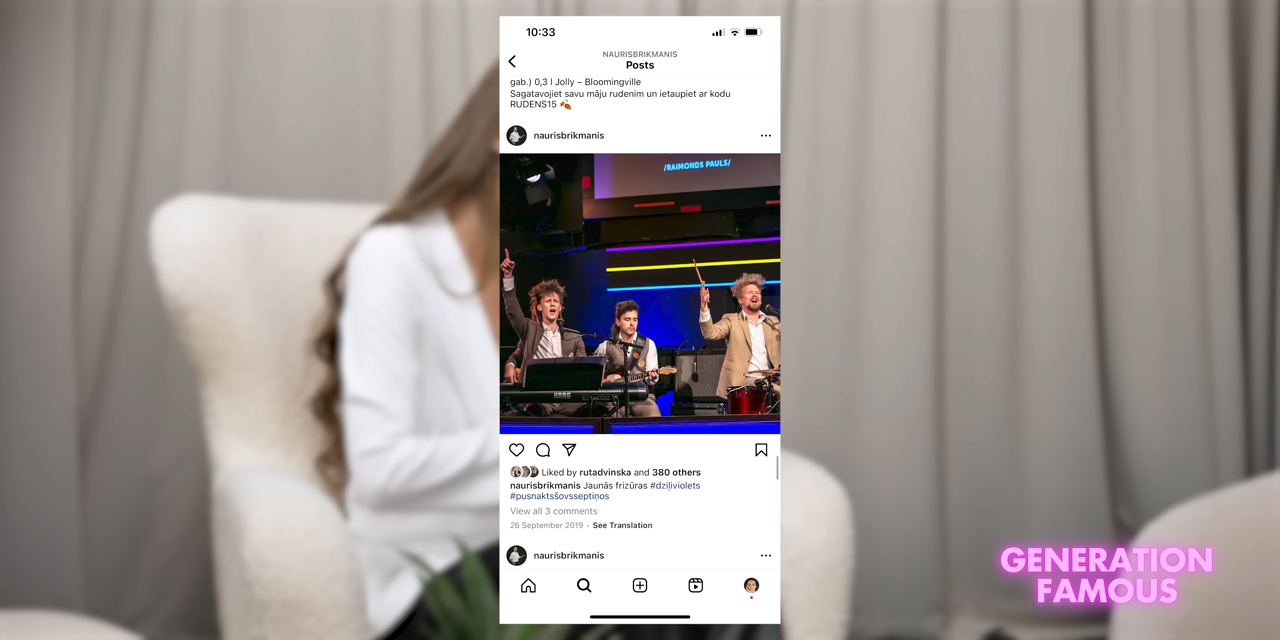 10:33
NAURISBRIKMANIS
Posts
gab.) 0,3 l Jolly – Bloomingville
Sagatavojiet savu māju rudenim un ietaupiet ar kodu
RUDENS15 🍂
naurisbrikmanis
/RAIMONDS PAULS/
KORG
Liked by rutadvinska and 380 others
naurisbrikmanis Jaunās frizūras #dziļiviolets
#pusnaktsšovsseptiņos
View all 3 comments
26 September 2019 · See Translation
naurisbrikmanis
GENERATION
FAMOUS